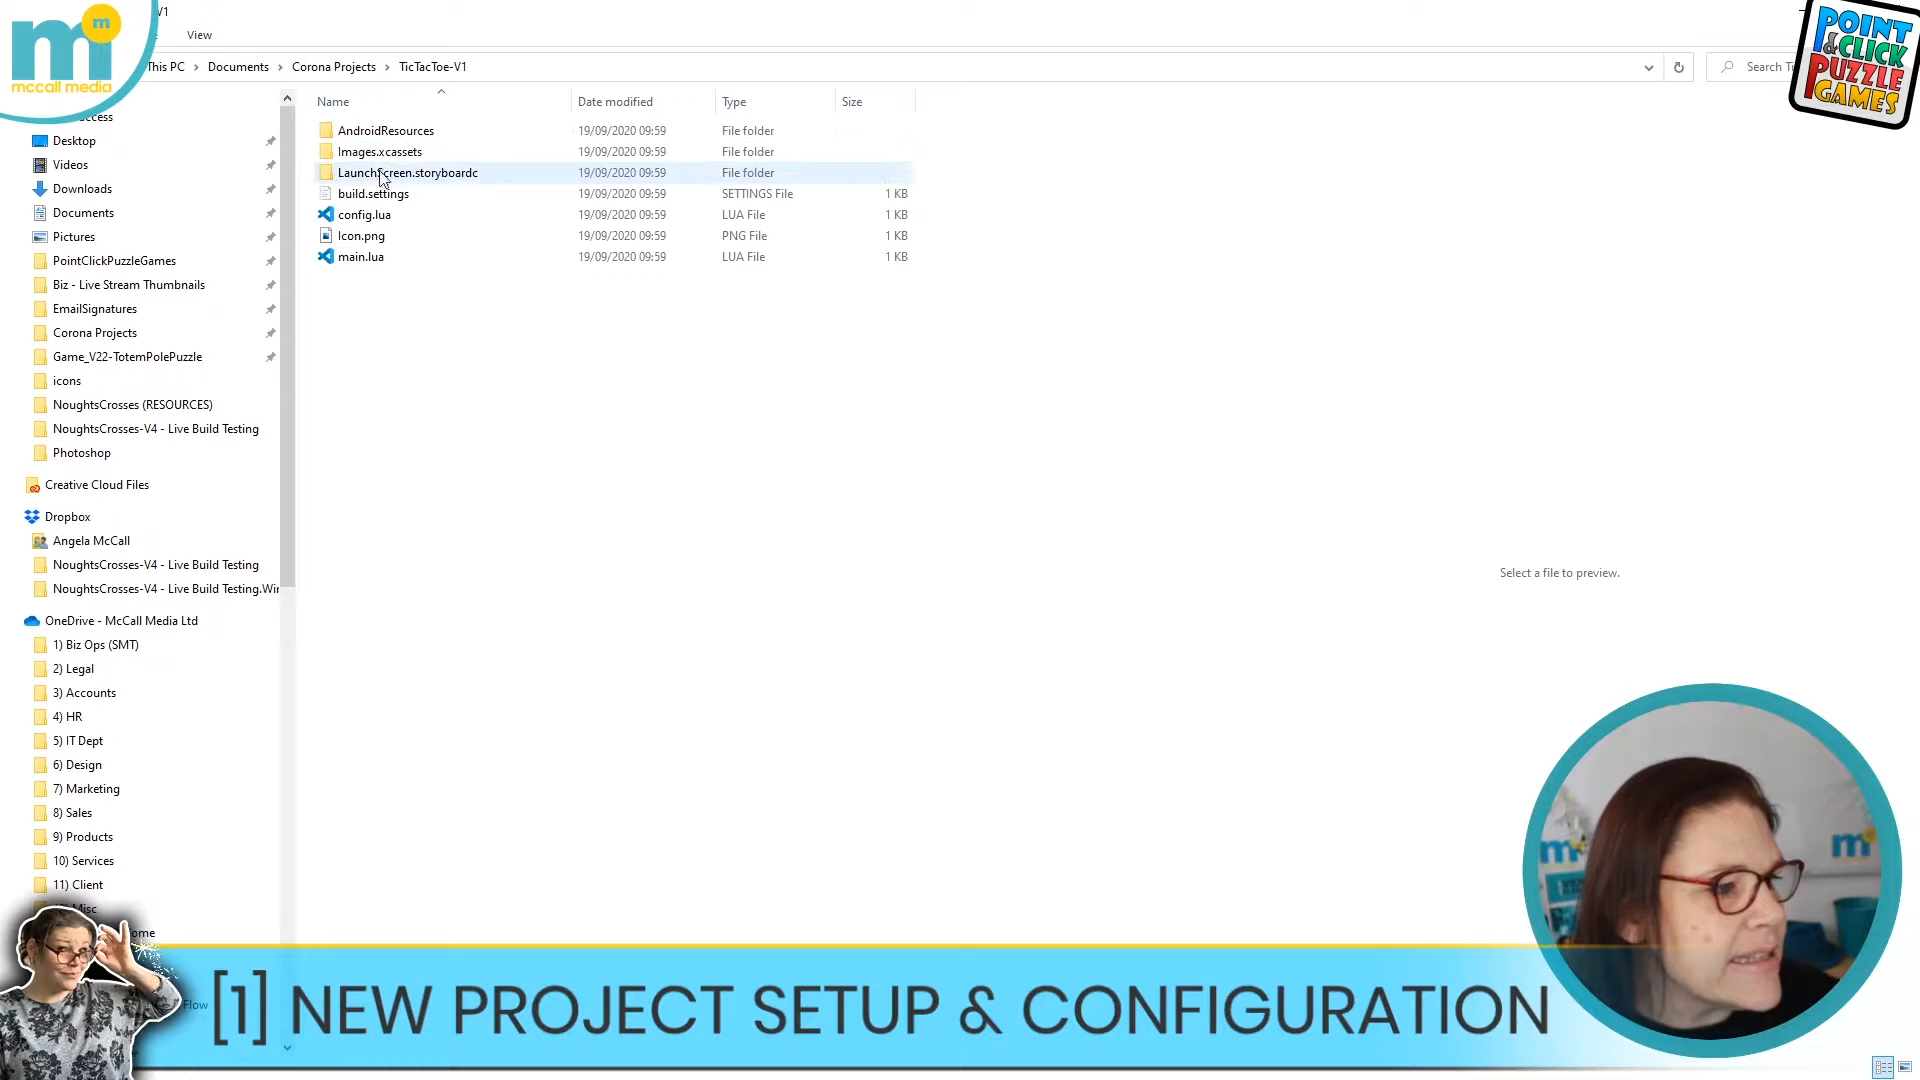 m
m
mccall media
V1
View
This PC > Documents > Corona Projects > TicTacToe-V1
Search Ti
POINT
& CLICK
PUZZLE
GAMES
Name
Date modified
Type
Size
AndroidResources 19/09/2020 09:59 File folder
Images.xcassets 19/09/2020 09:59 File folder
LaunchScreen.storyboardc 19/09/2020 09:59 File folder
build.settings 19/09/2020 09:59 SETTINGS File 1 KB
config.lua 19/09/2020 09:59 LUA File 1 KB
Icon.png 19/09/2020 09:59 PNG File 1 KB
main.lua 19/09/2020 09:59 LUA File 1 KB
Desktop
Videos
Downloads
Documents
Pictures
PointClickPuzzleGames
Biz - Live Stream Thumbnails
EmailSignatures
Corona Projects
Game_V22-TotemPolePuzzle
icons
NoughtsCrosses (RESOURCES)
NoughtsCrosses-V4 - Live Build Testing
Photoshop
Creative Cloud Files
Dropbox
Angela McCall
NoughtsCrosses-V4 - Live Build Testing
NoughtsCrosses-V4 - Live Build Testing.Wi
OneDrive - McCall Media Ltd
1) Biz Ops (SMT)
2) Legal
3) Accounts
4) HR
5) IT Dept
6) Design
7) Marketing
8) Sales
9) Products
10) Services
11) Client
Misc
ome
Flow
Select a file to preview.
m
m
[1] NEW PROJECT SETUP & CONFIGURATION